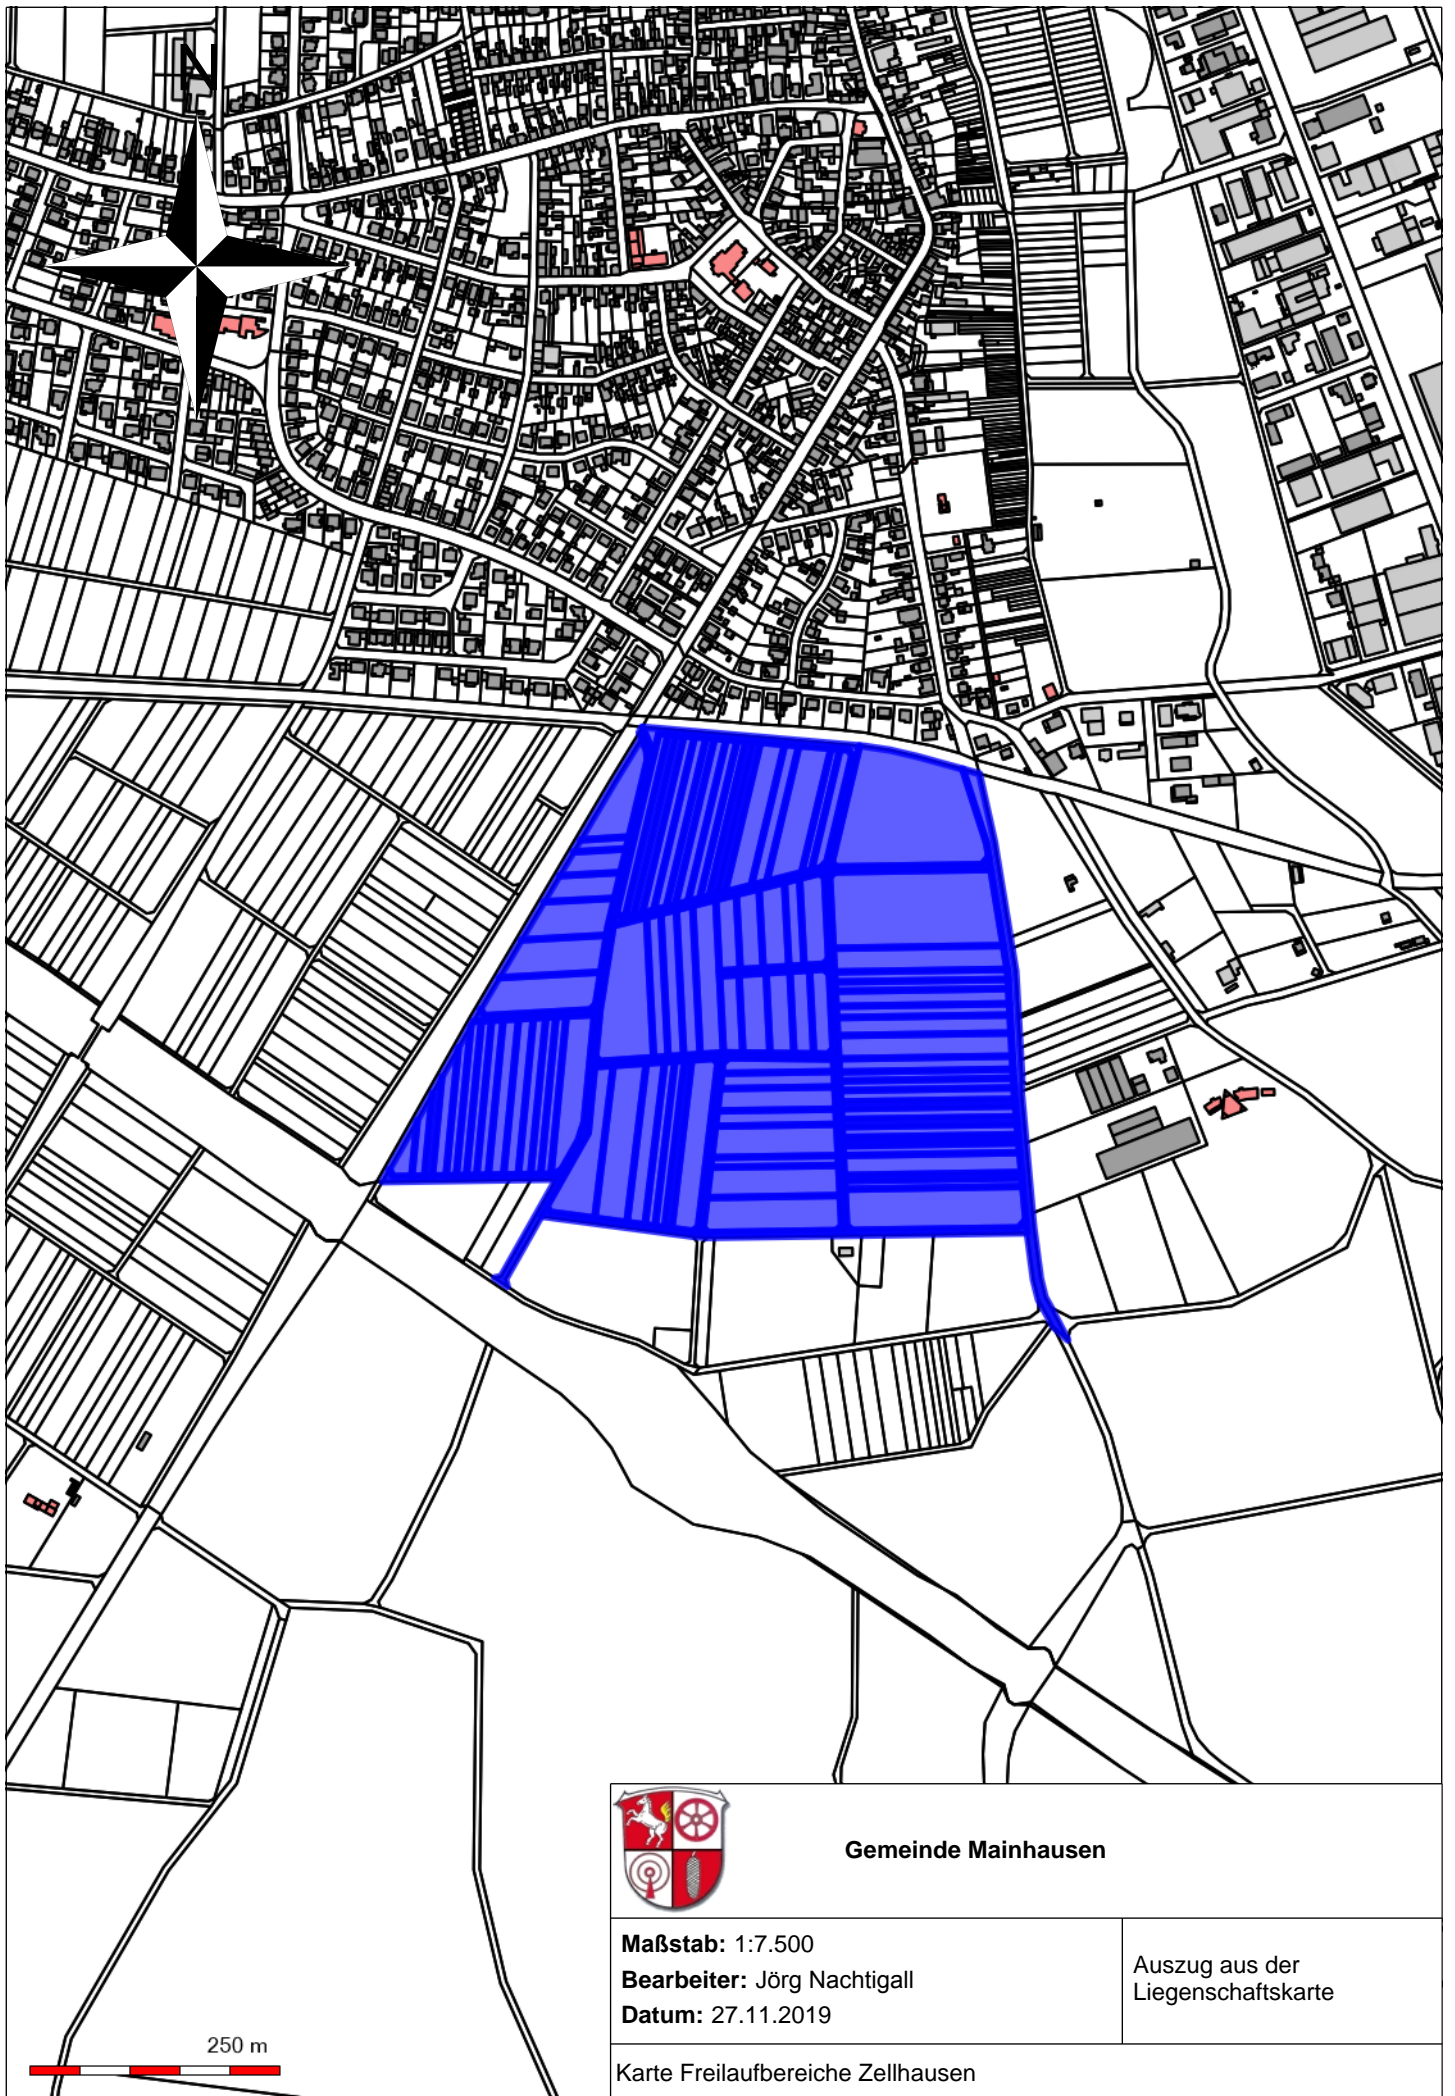 N
Gemeinde Mainhausen
Maßstab: 1:7.500
Bearbeiter: Jörg Nachtigall
Datum: 27.11.2019
Auszug aus der
Liegenschaftskarte
250 m
Karte Freilaufbereiche Zellhausen